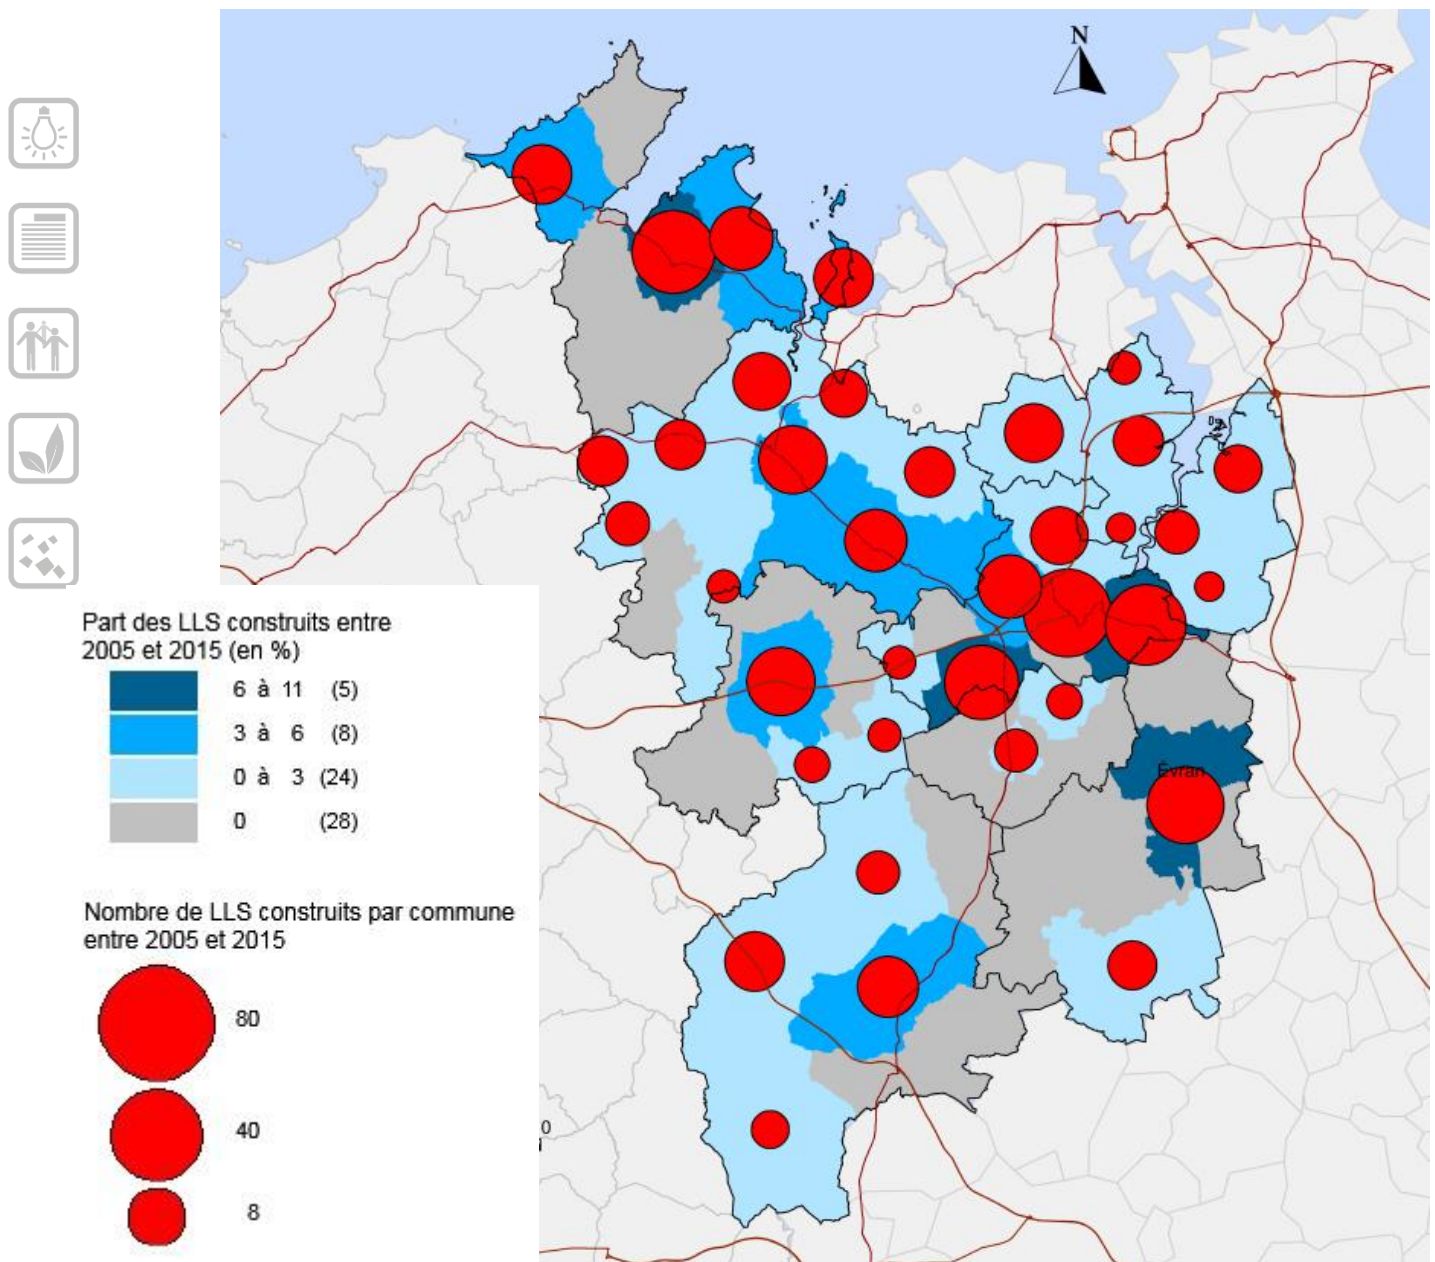 N
Évran
Part des LLS construits entre
2005 et 2015 (en %)
6 à 11 (5)
3 à 6 (8)
0 à 3 (24)
0 (28)
Nombre de LLS construits par commune
entre 2005 et 2015
80
40
8
0